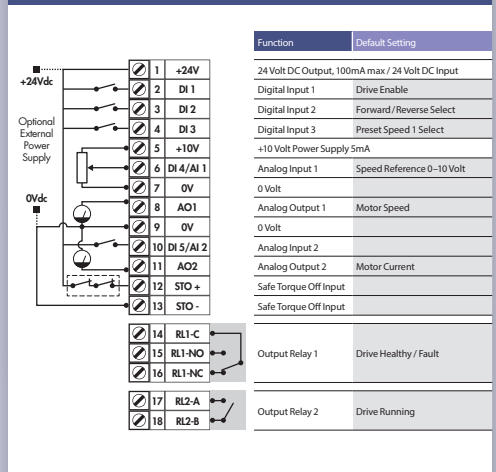 Function Default Setting
+24Vdc
Optional
External
Power
Supply
0Vdc
1 +24V 24 Volt DC Output, 100mA max / 24 Volt DC Input
2 DI 1 Digital Input 1 Drive Enable
3 DI 2 Digital Input 2 Forward/Reverse Select
4 DI 3 Digital Input 3 Preset Speed 1 Select
5 +10V +10 Volt Power Supply 5mA
6 DI 4/AI 1 Analog Input 1 Speed Reference 0–10 Volt
7 0V 0 Volt
8 AO1 Analog Output 1 Motor Speed
9 0V 0 Volt
10 DI 5/AI 2 Analog Input 2
11 AO2 Analog Output 2 Motor Current
12 STO + Safe Torque Off Input
13 STO - Safe Torque Off Input
14 RL1-C
15 RL1-NO Output Relay 1 Drive Healthy / Fault
16 RL1-NC
17 RL2-A
Output Relay 2 Drive Running
18 RL2-B